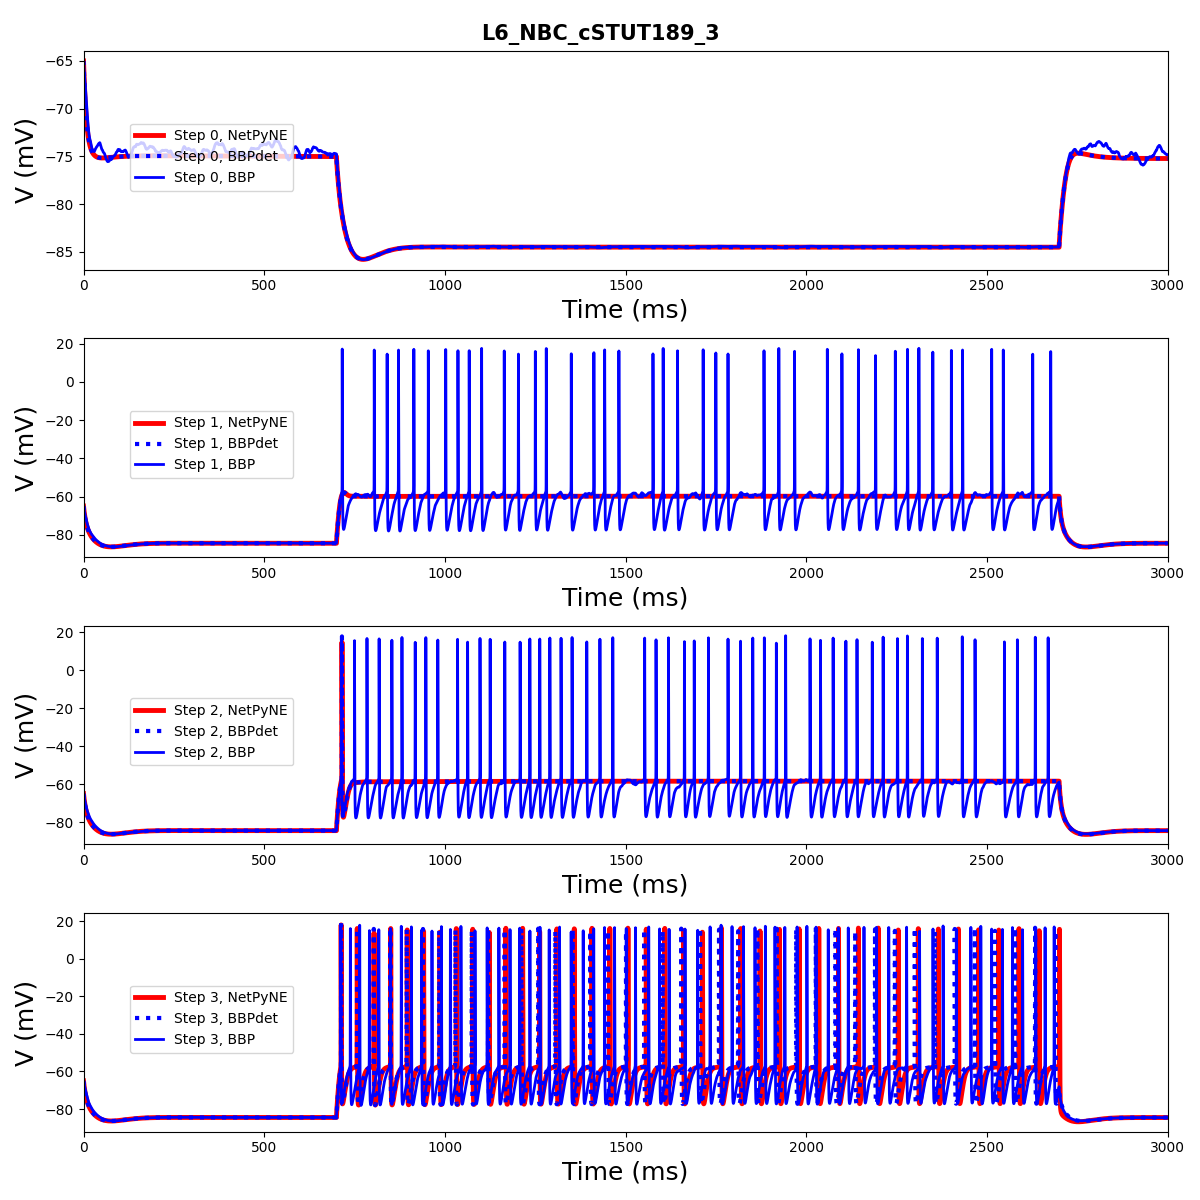 L6_NBC_cSTUT189_3
V (mV)
−65
−70
−75
−80
−85
Step 0, NetPyNE
Step 0, BBPdet
Step 0, BBP
0 500 1000 1500 2000 2500 3000
Time (ms)
V (mV)
20
0
−20
−40
−60
−80
Step 1, NetPyNE
Step 1, BBPdet
Step 1, BBP
0 500 1000 1500 2000 2500 3000
Time (ms)
V (mV)
20
0
−20
−40
−60
−80
Step 2, NetPyNE
Step 2, BBPdet
Step 2, BBP
0 500 1000 1500 2000 2500 3000
Time (ms)
V (mV)
20
0
−20
−40
−60
−80
Step 3, NetPyNE
Step 3, BBPdet
Step 3, BBP
0 500 1000 1500 2000 2500 3000
Time (ms)